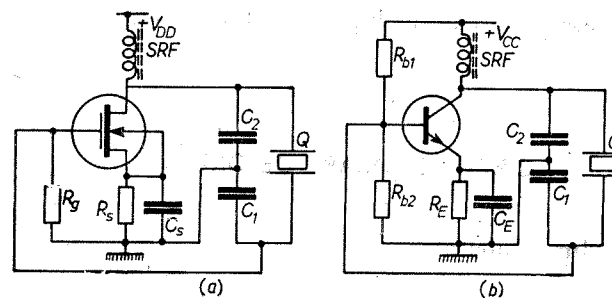 +V_DD
SRF
C_2
Q
R_g
R_s
C_s
C_1
(a)
+V_CC
SRF
R_b1
C_2
R_b2
R_E
C_E
C_1
(b)